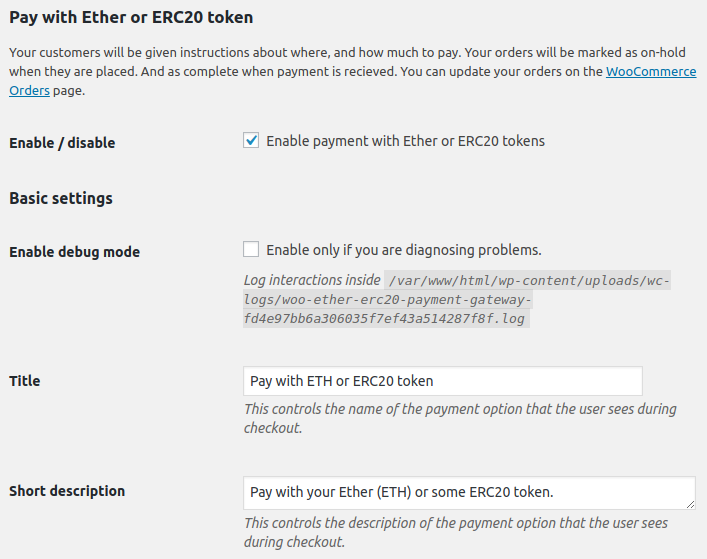 Pay with Ether or ERC20 token
Your customers will be given instructions about where, and how much to pay. Your orders will be marked as on-hold
when they are placed. And as complete when payment is recieved. You can update your orders on the WooCommerce
Orders page.
Enable / disable
Enable payment with Ether or ERC20 tokens
Basic settings
Enable debug mode
Enable only if you are diagnosing problems.
Log interactions inside /var/www/html/wp-content/uploads/wc-
logs/woo-ether-erc20-payment-gateway-
fd4e97bb6a306035f7ef43a514287f8f.log
Title
Pay with ETH or ERC20 token
This controls the name of the payment option that the user sees during
checkout.
Short description
Pay with your Ether (ETH) or some ERC20 token.
This controls the description of the payment option that the user sees
during checkout.